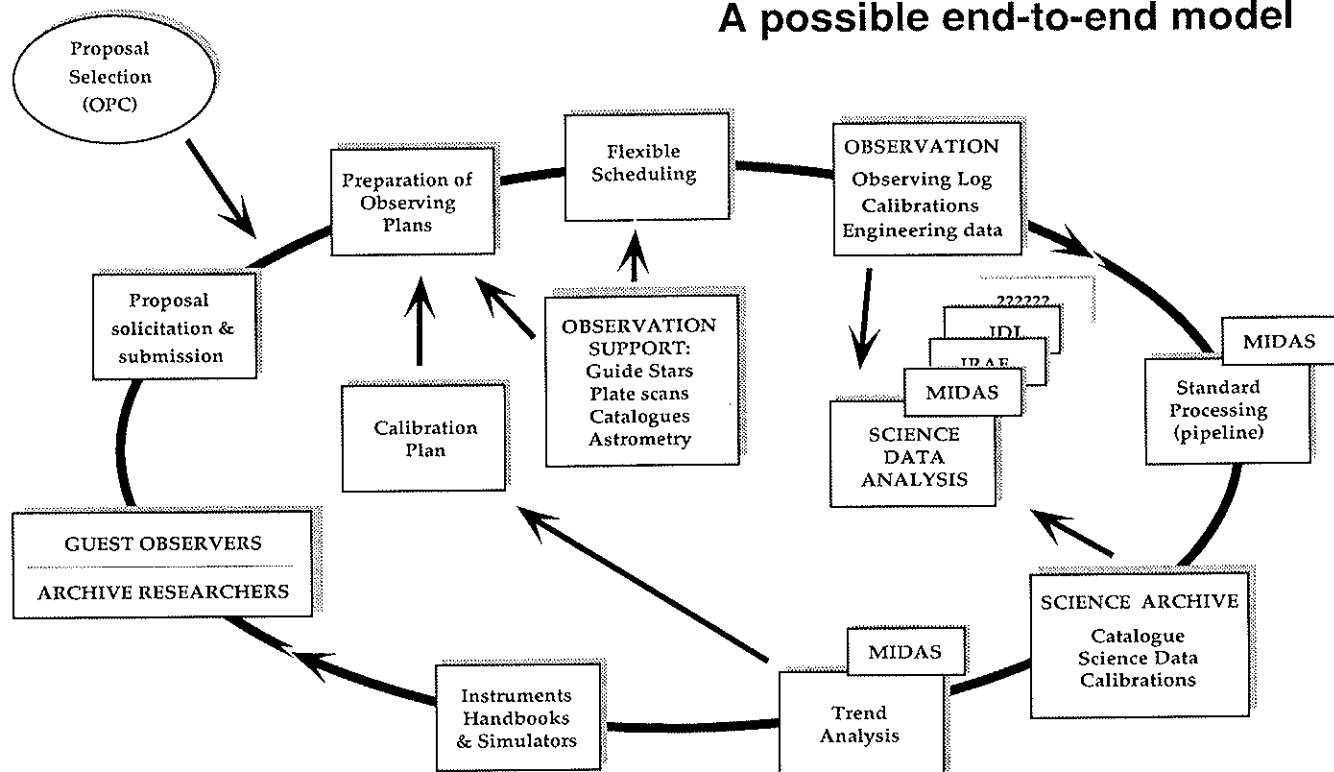 A possible end-to-end model
Proposal
Selection
(OPC)
Preparation of
Observing
Plans
Flexible
Scheduling
OBSERVATION
Observing Log
Calibrations
Engineering data
Proposal
solicitation &
submission
OBSERVATION
SUPPORT:
Guide Stars
Plate scans
Catalogues
Astrometry
Calibration
Plan
??????
IDL
IRAF
MIDAS
SCIENCE
DATA
ANALYSIS
MIDAS
Standard
Processing
(pipeline)
GUEST OBSERVERS
ARCHIVE RESEARCHERS
SCIENCE ARCHIVE
Catalogue
Science Data
Calibrations
MIDAS
Trend
Analysis
Instruments
Handbooks
& Simulators